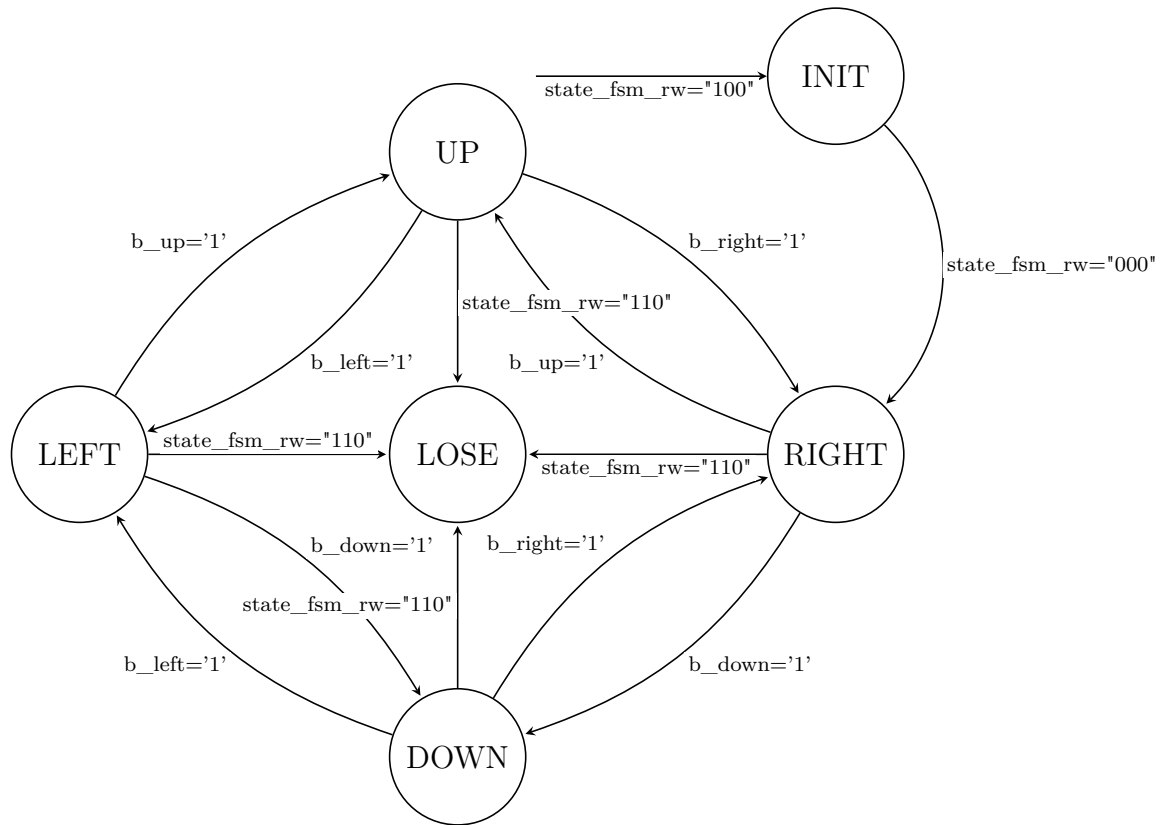 INIT
state_fsm_rw="100"
UP
b_up='1'
b_right='1'
state_fsm_rw="000"
state_fsm_rw="110"
b_left='1'
b_up='1'
LEFT
state_fsm_rw="110"
LOSE
state_fsm_rw="110"
RIGHT
b_down='1'
b_right='1'
state_fsm_rw="110"
b_left='1'
b_down='1'
DOWN